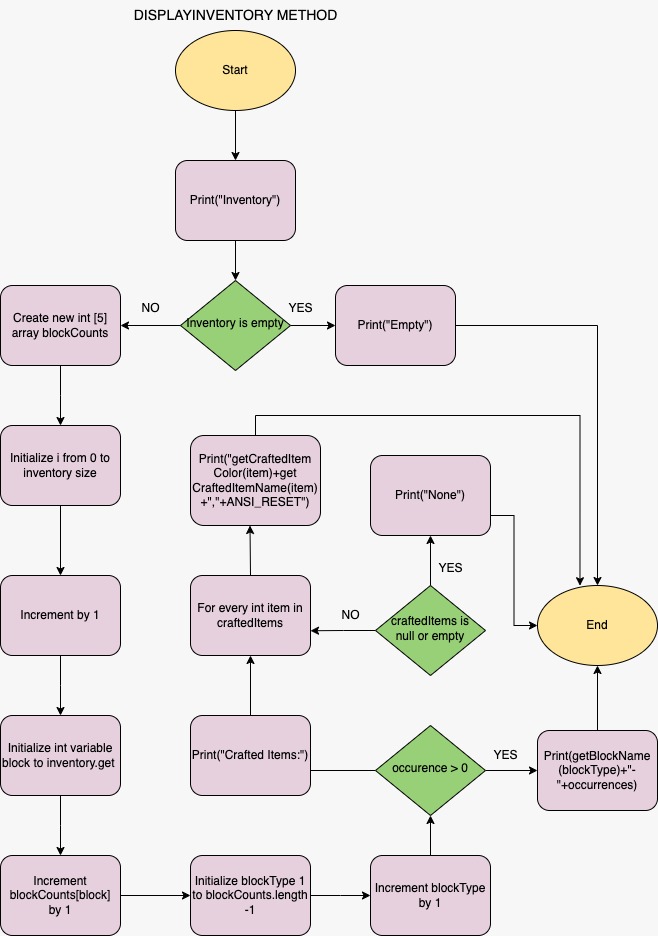 DISPLAYINVENTORY METHOD
Start
Print("Inventory")
NO
Inventory is empty
YES
Create new int [5]
array blockCounts
Print("Empty")
Initialize i from 0 to
inventory size
Print("getCraftedItem
Color(item)+get
CraftedItemName(item)
+","+ANSI_RESET")
Print("None")
YES
Increment by 1
For every int item in
craftedItems
NO
craftedItems is
null or empty
End
Initialize int variable
block to inventory.get
Print("Crafted Items:")
occurence > 0
YES
Print(getBlockName
(blockType)+"-
"+occurrences)
Increment
blockCounts[block]
by 1
Initialize blockType 1
to blockCounts.length
-1
Increment blockType
by 1